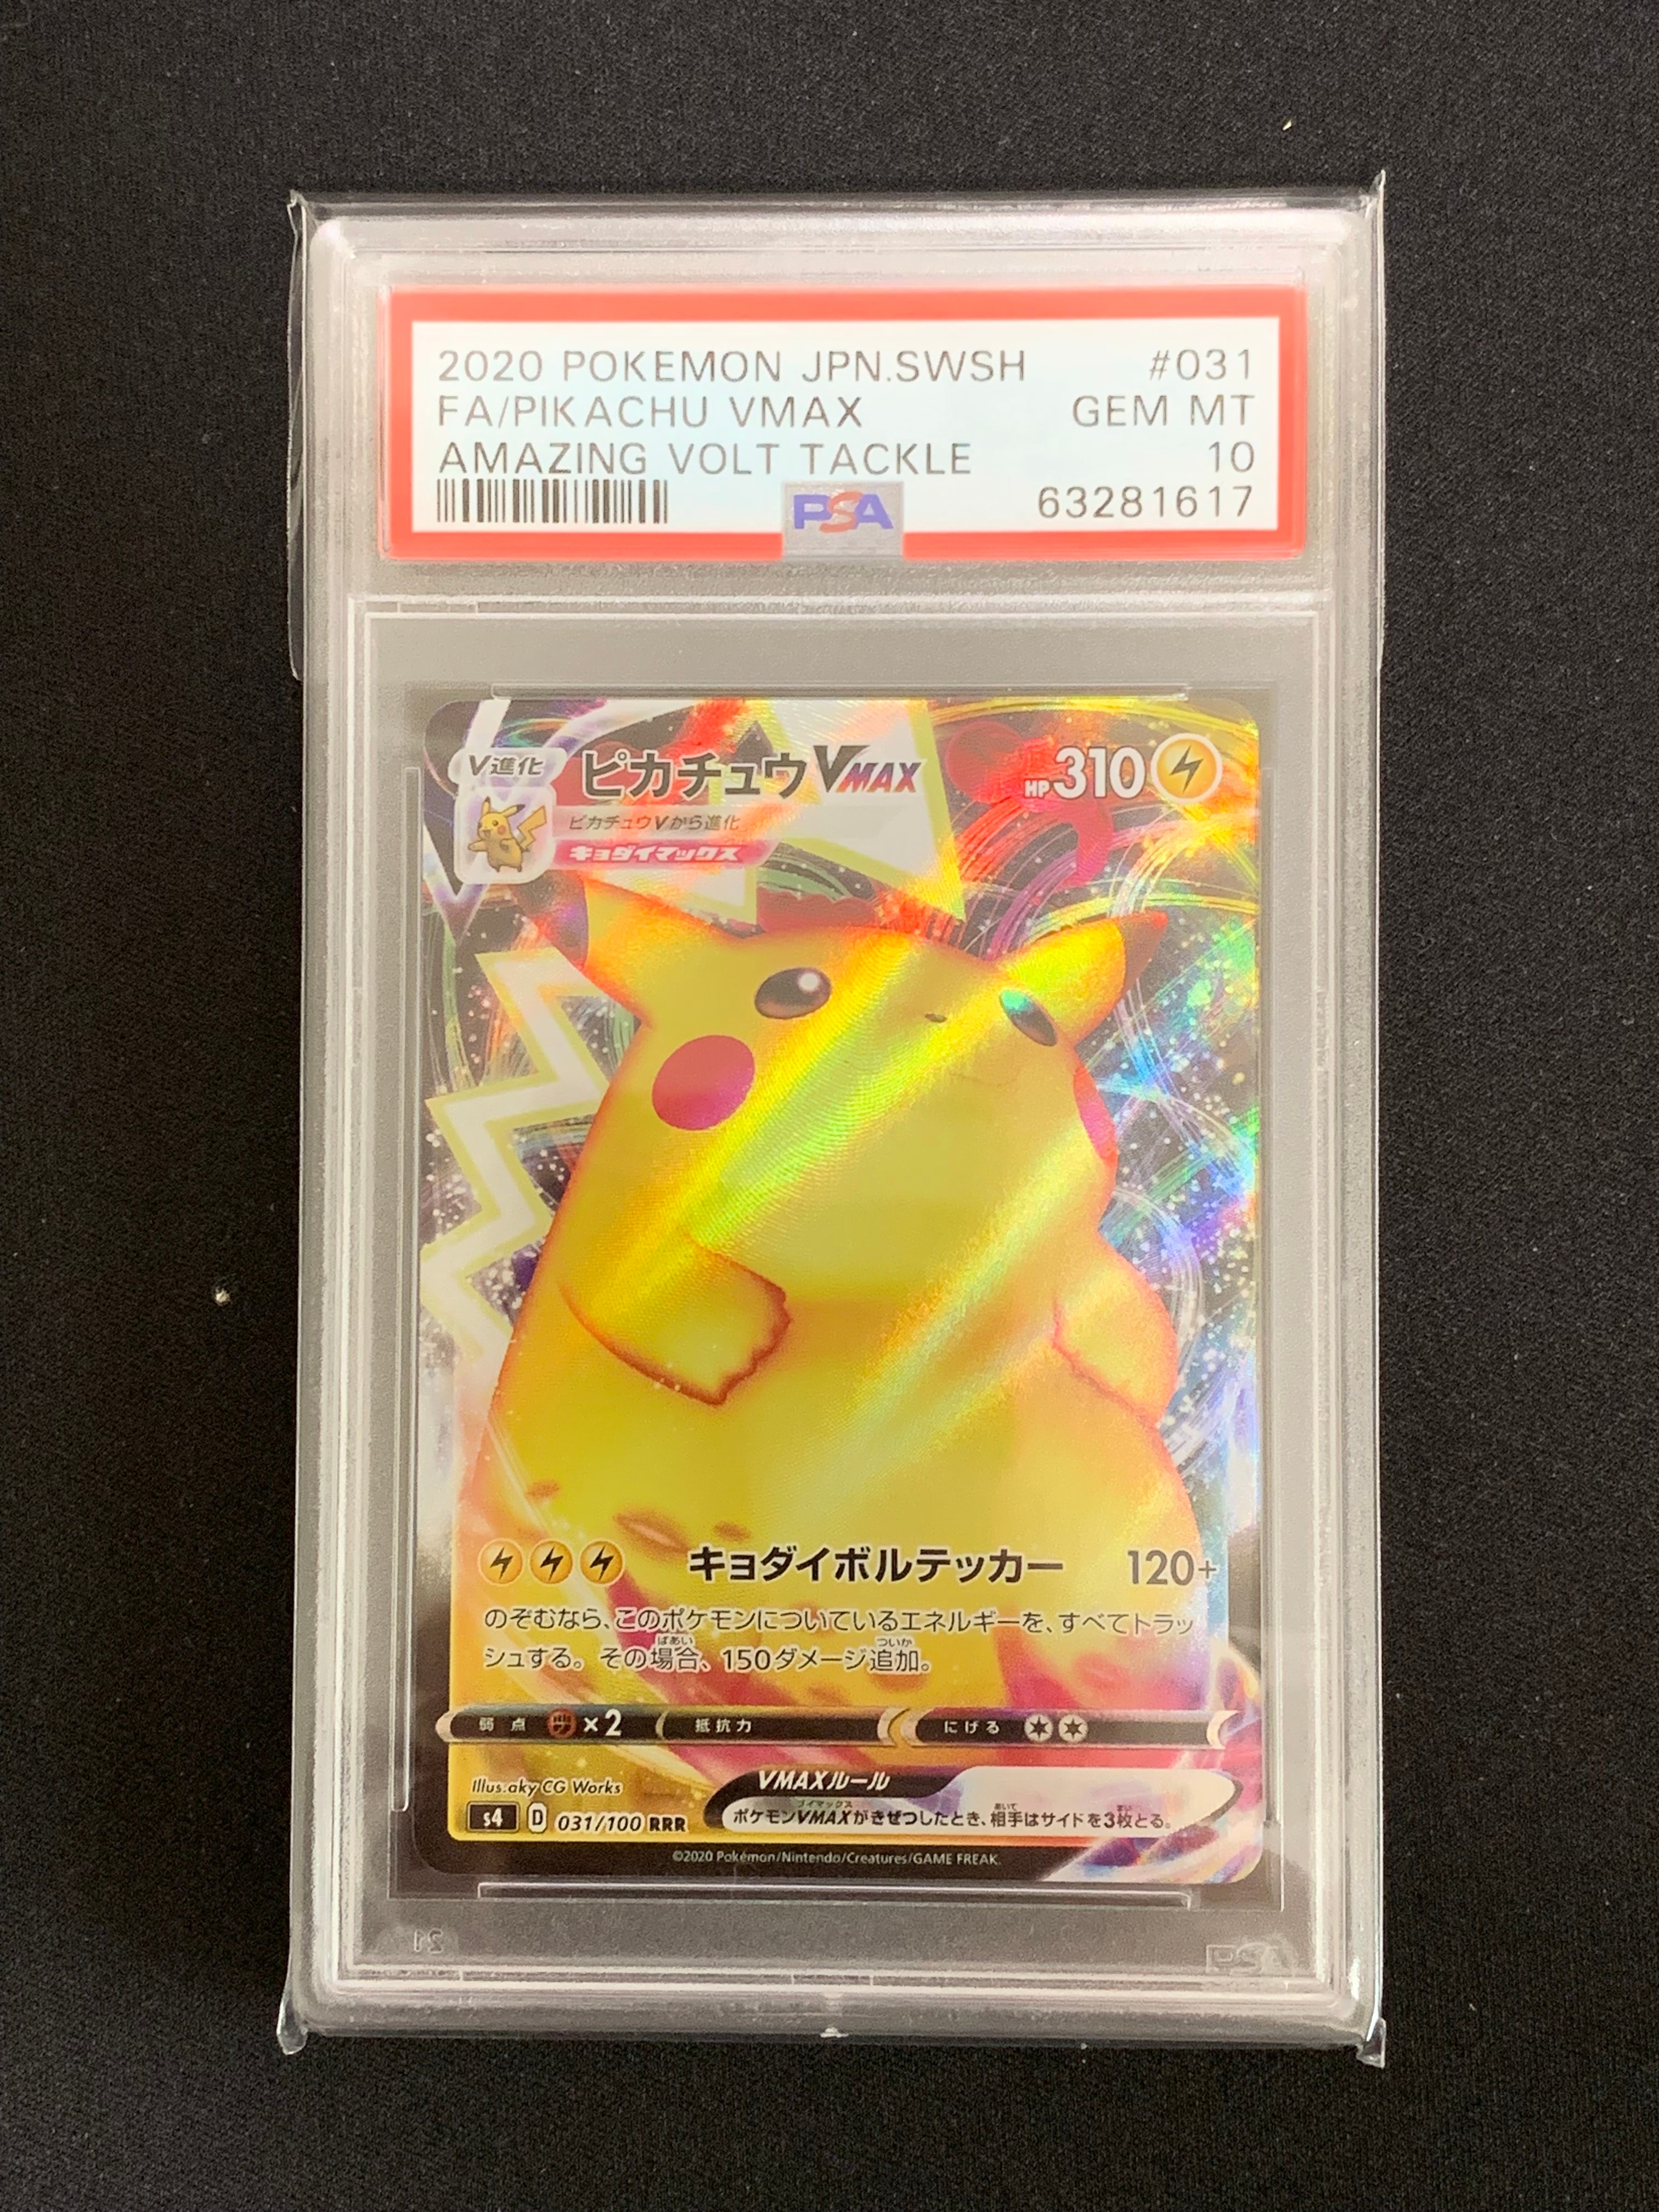 2020 POKEMON JPN.SWSH #031
FA/PIKACHU VMAX GEM MT
AMAZING VOLT TACKLE 10
PSA 63281617
V進化 ピカチュウVMAX HP310
ピカチュウVから進化
キョダイマックス
キョダイボルテッカー 120+
のぞむなら、このポケモンについているエネルギーを、すべてトラッ
シュする。その場合、150ダメージ追加。
弱点 ×2 抵抗力 にげる
Illus.aky CG Works
VMAXルール
s4 D 031/100 RRR
ポケモンVMAXがきぜつしたとき、相手はサイドを3枚とる。
©2020 Pokémon/Nintendo/Creatures/GAME FREAK.